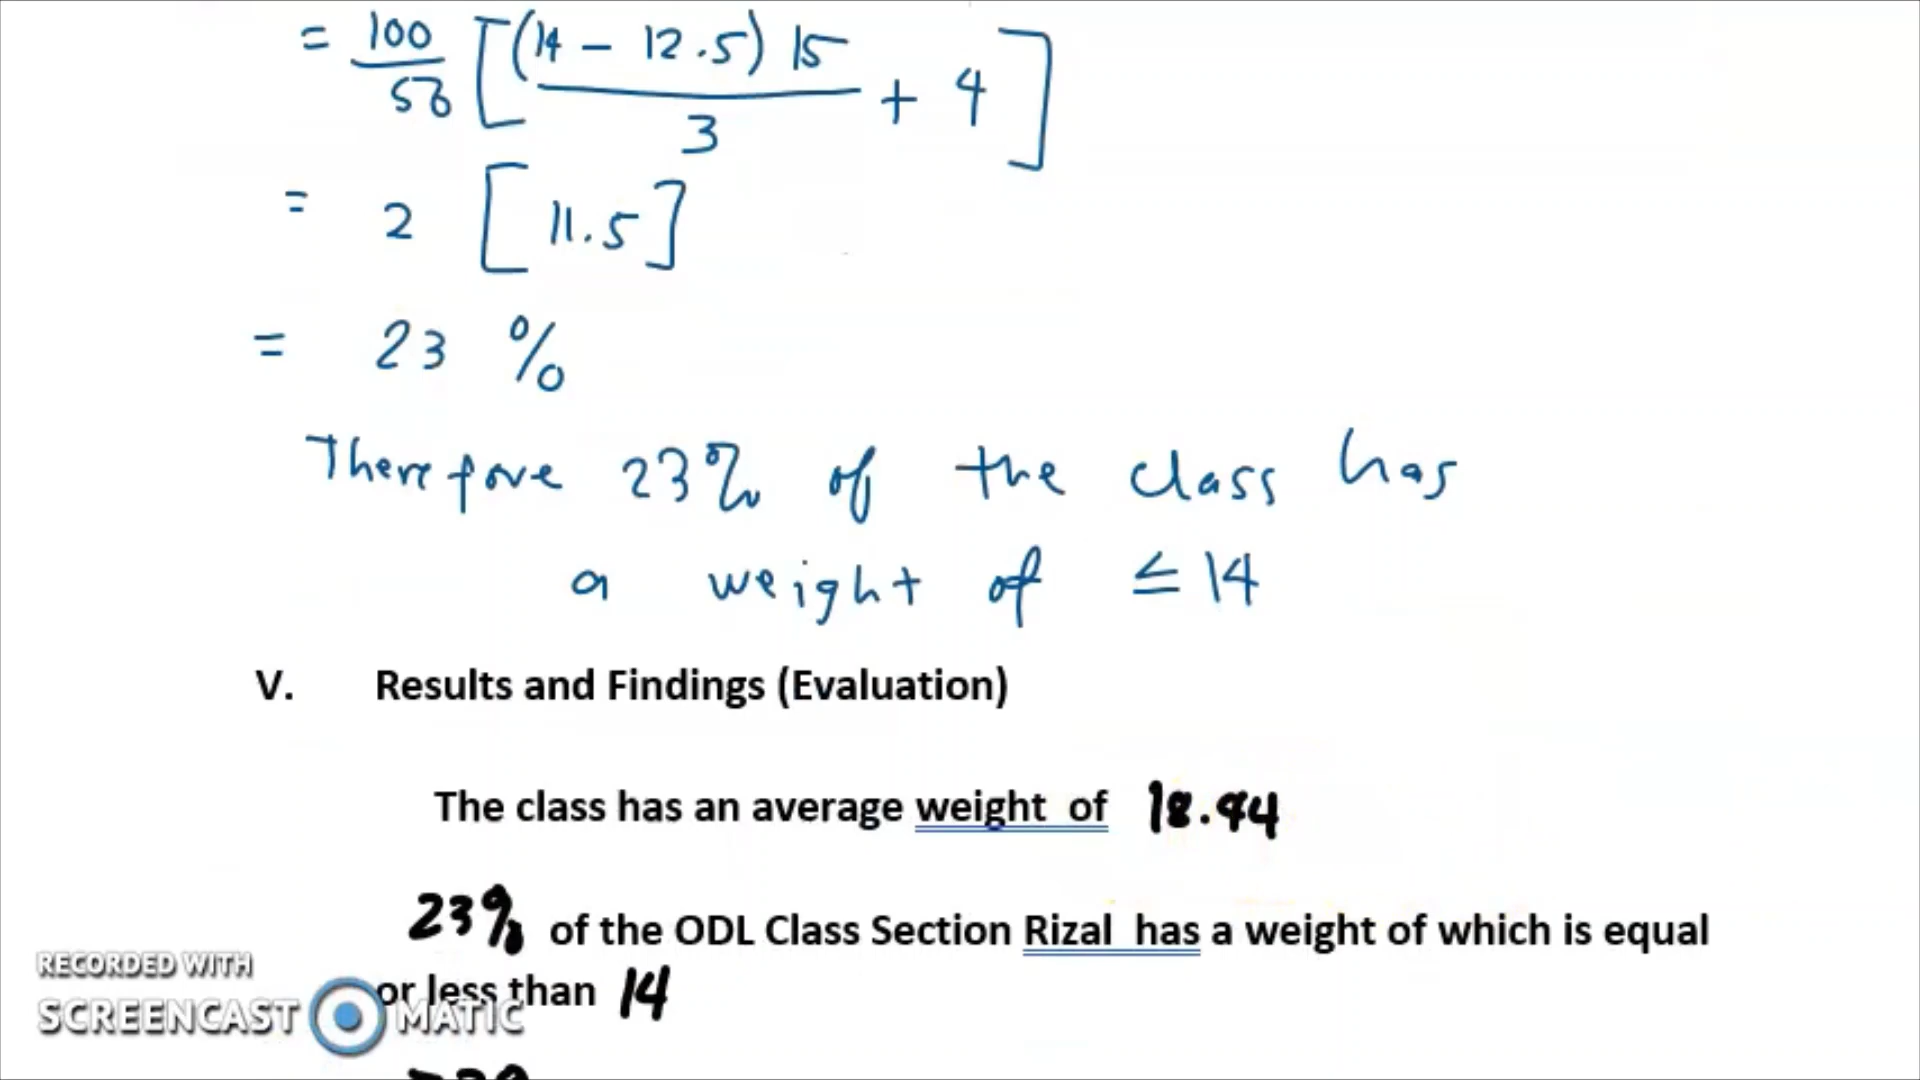 = 100/50 [ (14 - 12.5) 15 / 3 + 4 ]
= 2 [ 11.5 ]
= 23 %
Therefore 23% of the class has
a weight of ≤ 14
V. Results and Findings (Evaluation)
The class has an average weight of 18.94
23% of the ODL Class Section Rizal has a weight of which is equal
or less than 14
RECORDED WITH
SCREENCAST MATIC